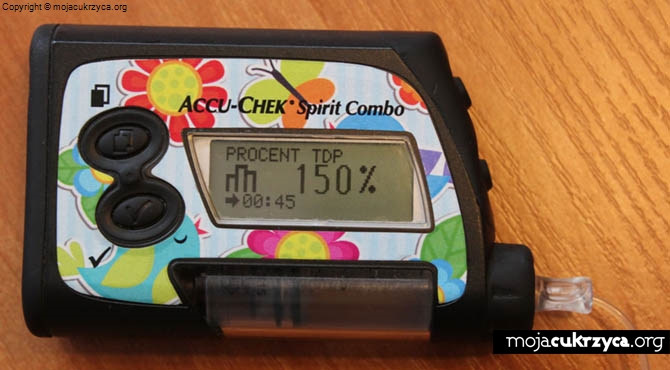 Copyright © mojacukrzyca.org
ACCU-CHEK® Spirit Combo
PROCENT TDP
150%
00:45
mojacukrzyca.org